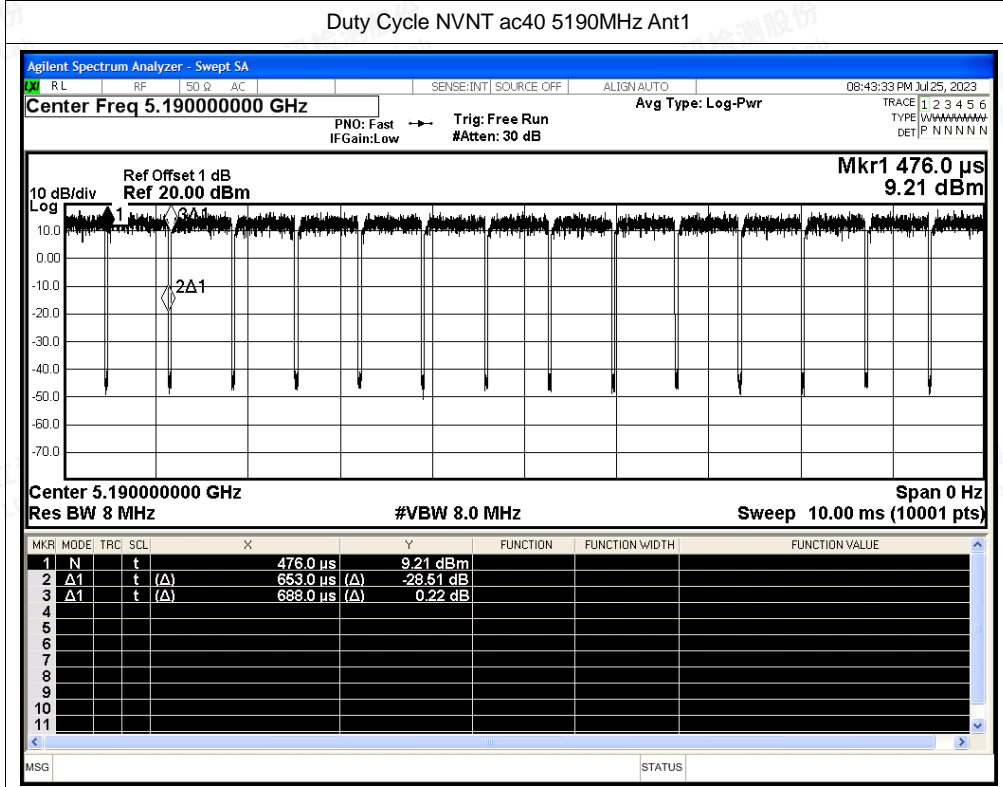 Duty Cycle NVNT ac40 5190MHz Ant1
Agilent Spectrum Analyzer - Swept SA
LXI RL RF 50 Ω AC SENSE:INT SOURCE OFF ALIGN AUTO 08:43:33 PM Jul 25, 2023
Center Freq 5.190000000 GHz
Avg Type: Log-Pwr
TRACE 1 2 3 4 5 6
TYPE
DET P N N N N N
PNO: Fast
IFGain:Low
Trig: Free Run
#Atten: 30 dB
Mkr1 476.0 µs
9.21 dBm
Ref Offset 1 dB
10 dB/div Ref 20.00 dBm
Log
1
3Δ1
2Δ1
10.0
0.00
-10.0
-20.0
-30.0
-40.0
-50.0
-60.0
-70.0
Center 5.190000000 GHz Span 0 Hz
Res BW 8 MHz #VBW 8.0 MHz Sweep 10.00 ms (10001 pts)
MKR MODE TRC SCL X Y FUNCTION FUNCTION WIDTH FUNCTION VALUE
1 N t 476.0 µs 9.21 dBm
2 Δ1 t (Δ) 653.0 µs (Δ) -28.51 dB
3 Δ1 t (Δ) 688.0 µs (Δ) 0.22 dB
4
5
6
7
8
9
10
11
MSG STATUS